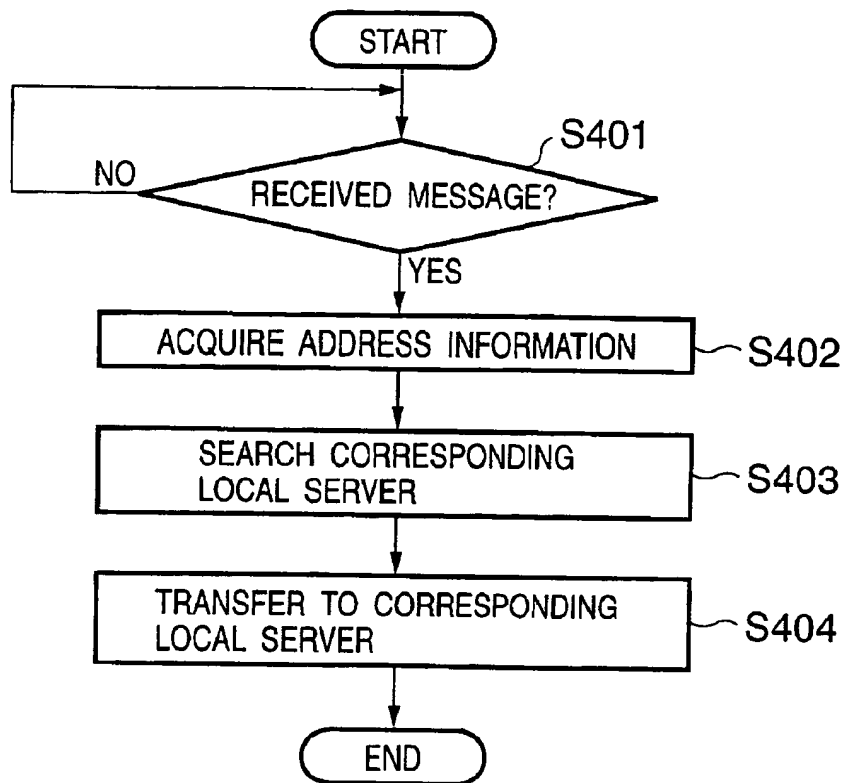 START
S401
NO
RECEIVED MESSAGE?
YES
ACQUIRE ADDRESS INFORMATION
S402
SEARCH CORRESPONDING
LOCAL SERVER
S403
TRANSFER TO CORRESPONDING
LOCAL SERVER
S404
END